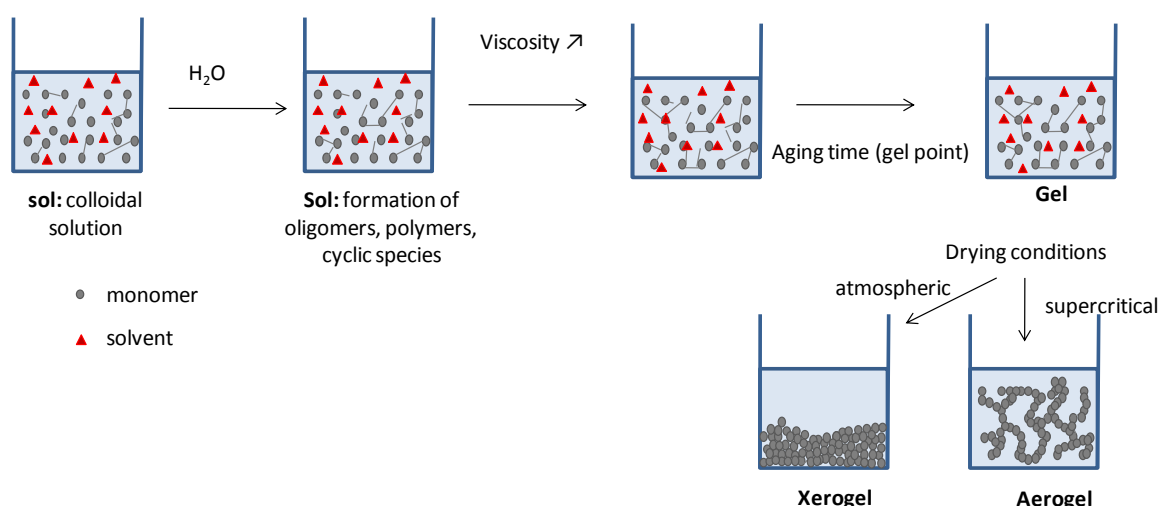 H₂O
Viscosity ↗
Aging time (gel point)
sol: colloidal
solution
Sol: formation of
oligomers, polymers,
cyclic species
Gel
monomer
solvent
Drying conditions
atmospheric
supercritical
Xerogel
Aerogel